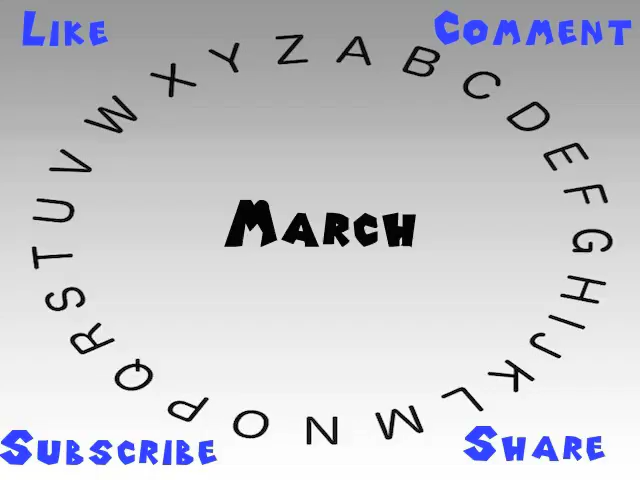 Like
Comment
A B C D E F G H I J K L M N O P Q R S T U V W X Y Z
March
Subscribe
Share